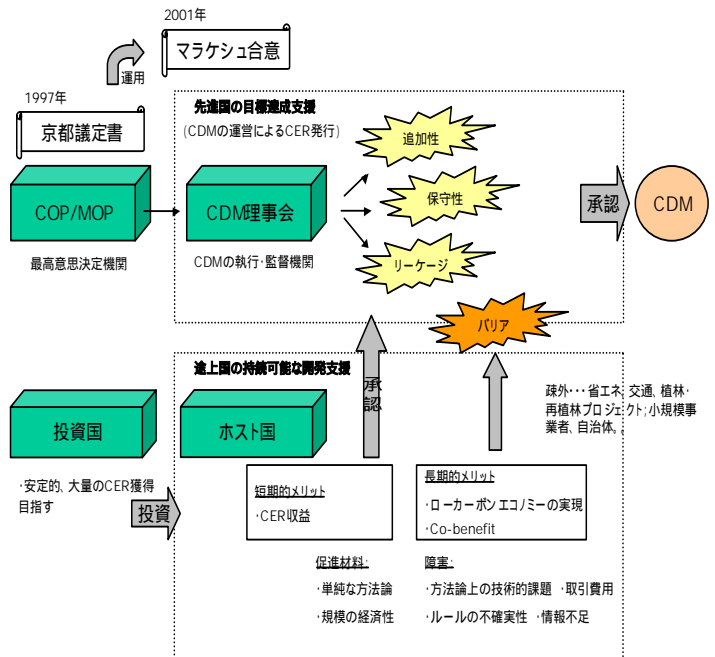 2001年
マラケシュ合意
運用
1997年
京都議定書
先進国の目標達成支援
(CDMの運営によるCER発行)
追加性
保守性
リーケージ
COP/MOP
CDM理事会
承認
CDM
最高意思決定機関
CDMの執行・監督機関
バリア
途上国の持続可能な開発支援
承
認
疎外・・・省エネ、交通、植林・
再植林プロジェクト;小規模事
業者、自治体。。
投資国
ホスト国
・安定的、大量のCER獲得
目指す
投資
短期的メリット
・CER収益
長期的メリット
・ローカーボンエコノミーの実現
・Co-benefit
促進材料:
・単純な方法論
・規模の経済性
障害:
・方法論上の技術的課題 ・取引費用
・ルールの不確実性 ・情報不足